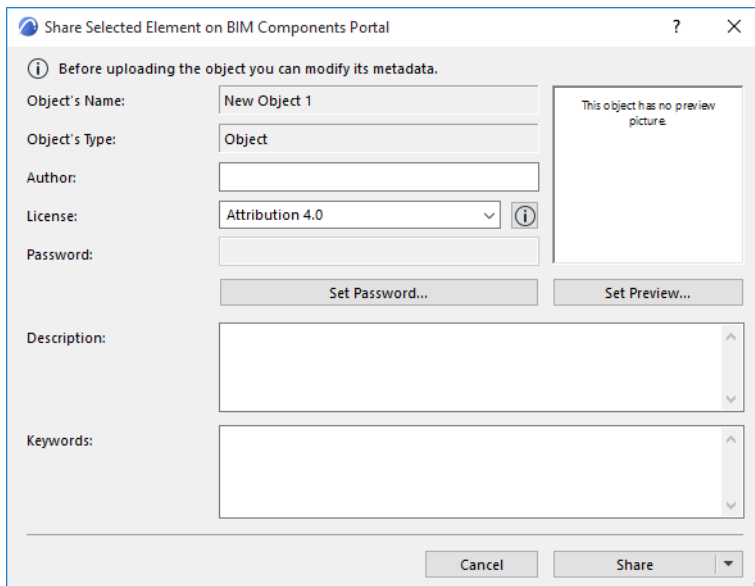 Share Selected Element on BIM Components Portal
?
Before uploading the object you can modify its metadata.
Object's Name:
New Object 1
This object has no preview
picture.
Object's Type:
Object
Author:
License:
Attribution 4.0
Password:
Set Password...
Set Preview...
Description:
Keywords:
Cancel
Share